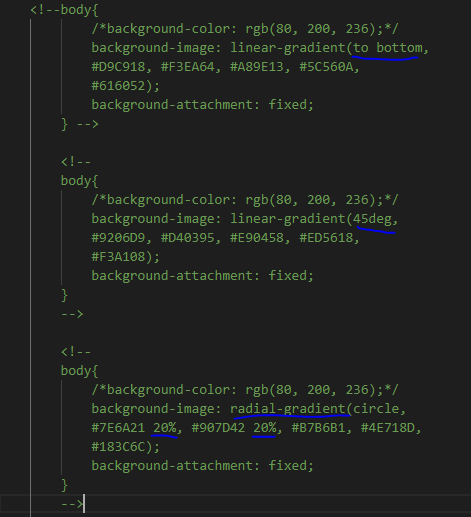 <!--body{
/*background-color: rgb(80, 200, 236);*/
background-image: linear-gradient(to bottom,
#D9C918, #F3EA64, #A89E13, #5C560A,
#616052);
background-attachment: fixed;
} -->
<!--
body{
/*background-color: rgb(80, 200, 236);*/
background-image: linear-gradient(45deg,
#9206D9, #D40395, #E90458, #ED5618,
#F3A108);
background-attachment: fixed;
}
-->
<!--
body{
/*background-color: rgb(80, 200, 236);*/
background-image: radial-gradient(circle,
#7E6A21 20%, #907D42 20%, #B7B6B1, #4E718D,
#183C6C);
background-attachment: fixed;
}
-->